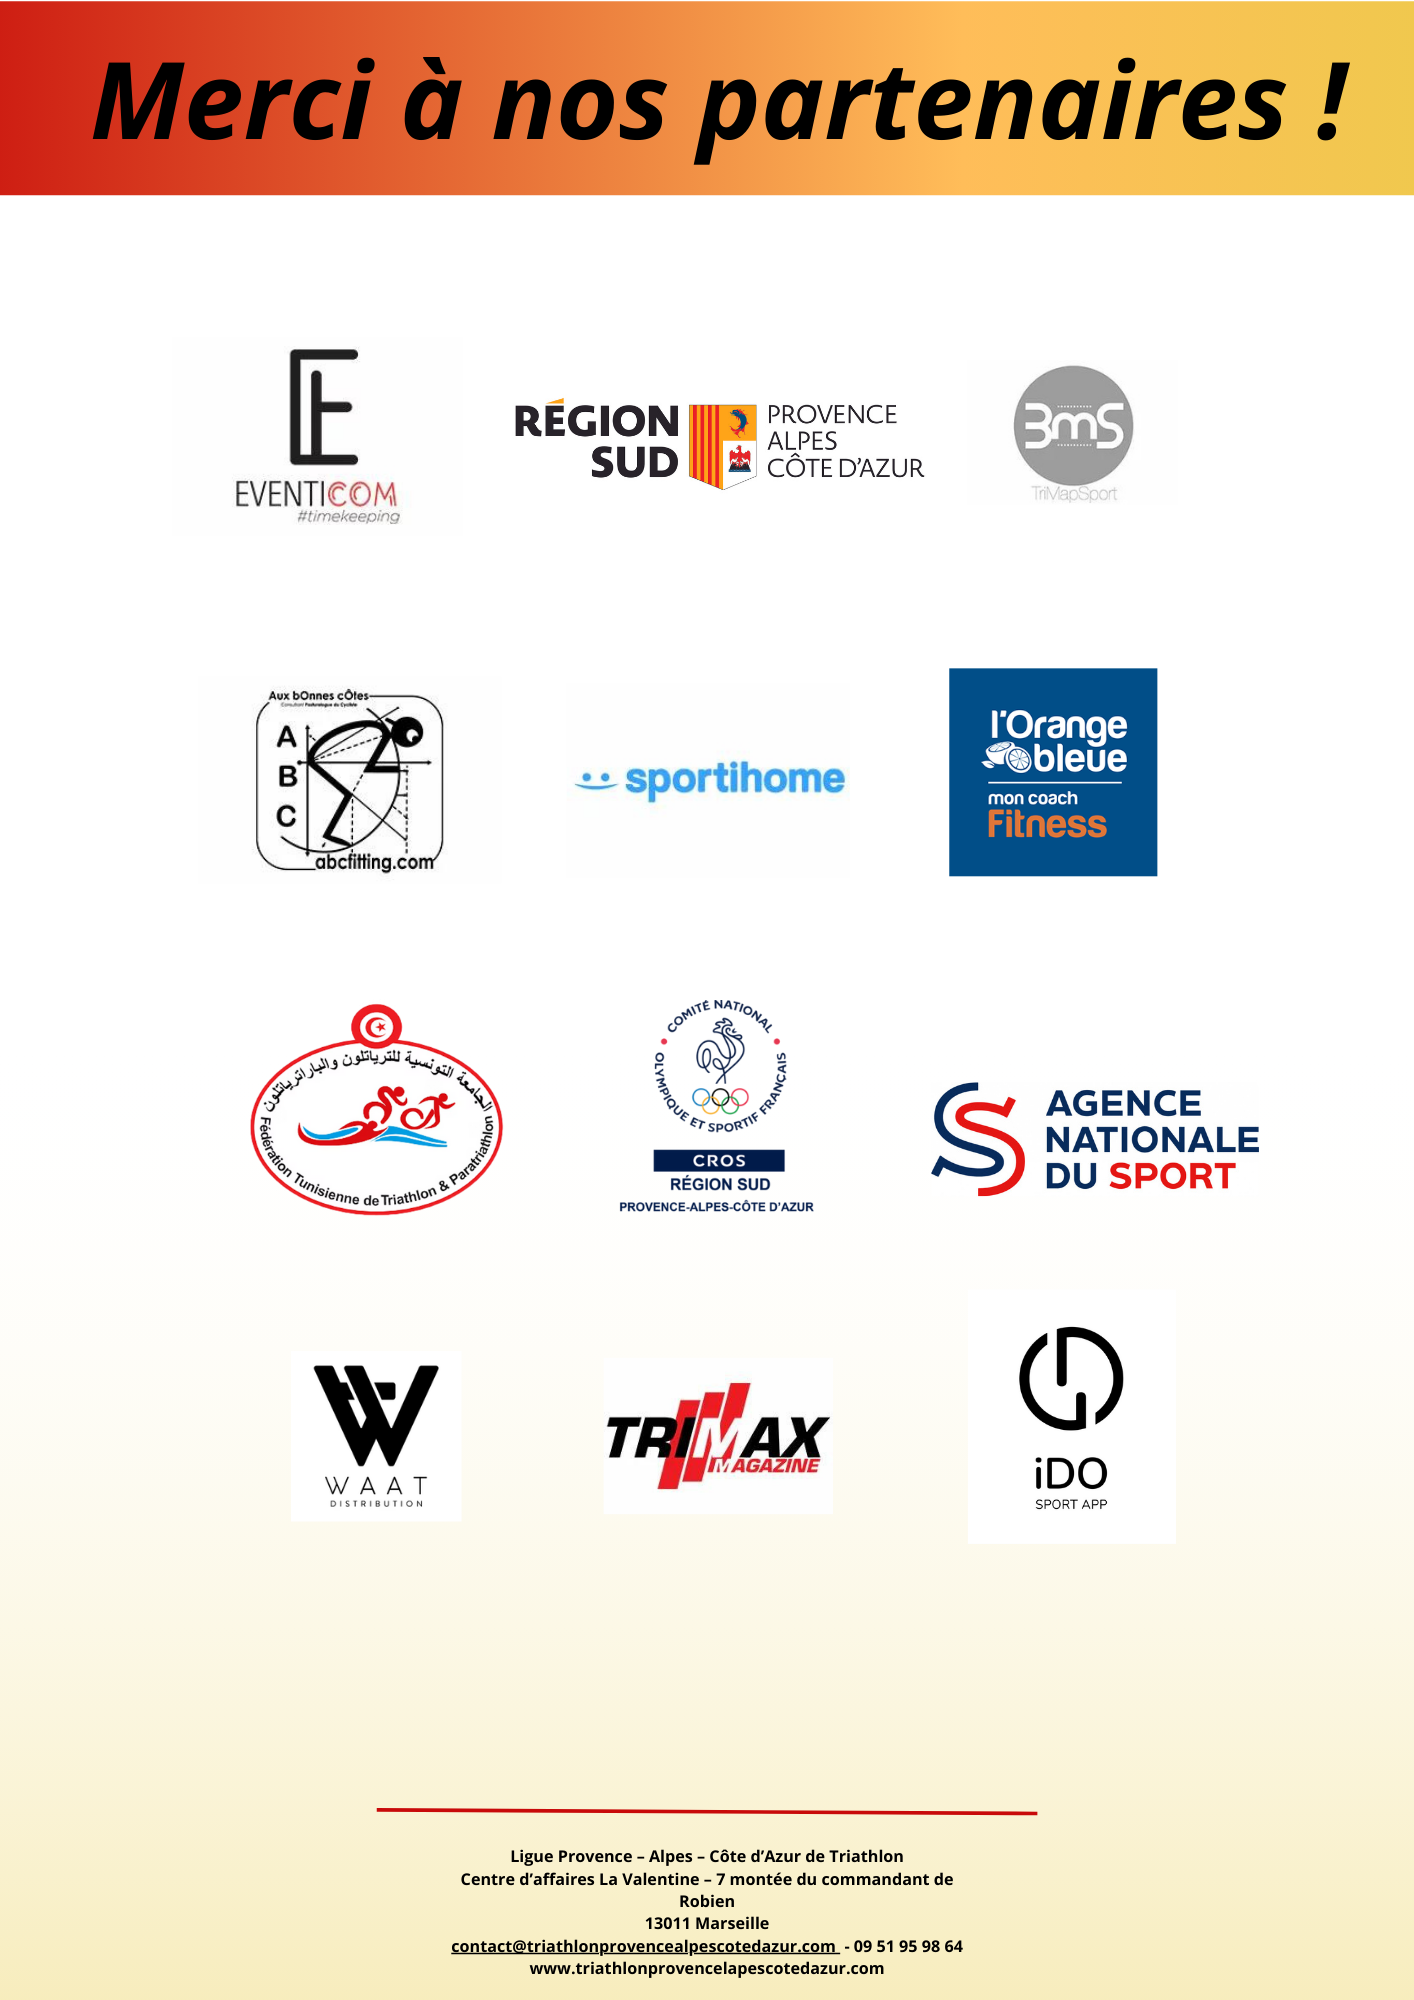 Merci à nos partenaires !
EVENTICOM
#timekeeping
RÉGION
SUD
PROVENCE
ALPES
CÔTE D'AZUR
3mS
TriMapSport
Aux bOnnes cÔtes
A
B
C
abcfitting.com
sportihome
l'Orange
bleue
mon coach
Fitness
الجامعة التونسية للترياتلون والباراترياتلون
Fédération Tunisienne de Triathlon & Paratriathlon
COMITÉ NATIONAL
OLYMPIQUE ET SPORTIF FRANÇAIS
CROS
RÉGION SUD
PROVENCE-ALPES-CÔTE D'AZUR
AGENCE
NATIONALE
DU SPORT
WAAT
DISTRIBUTION
TRIMAX
MAGAZINE
iDO
SPORT APP
Ligue Provence – Alpes – Côte d’Azur de Triathlon
Centre d’affaires La Valentine – 7 montée du commandant de
Robien
13011 Marseille
contact@triathlonprovencealpescotedazur.com - 09 51 95 98 64
www.triathlonprovencelapescotedazur.com